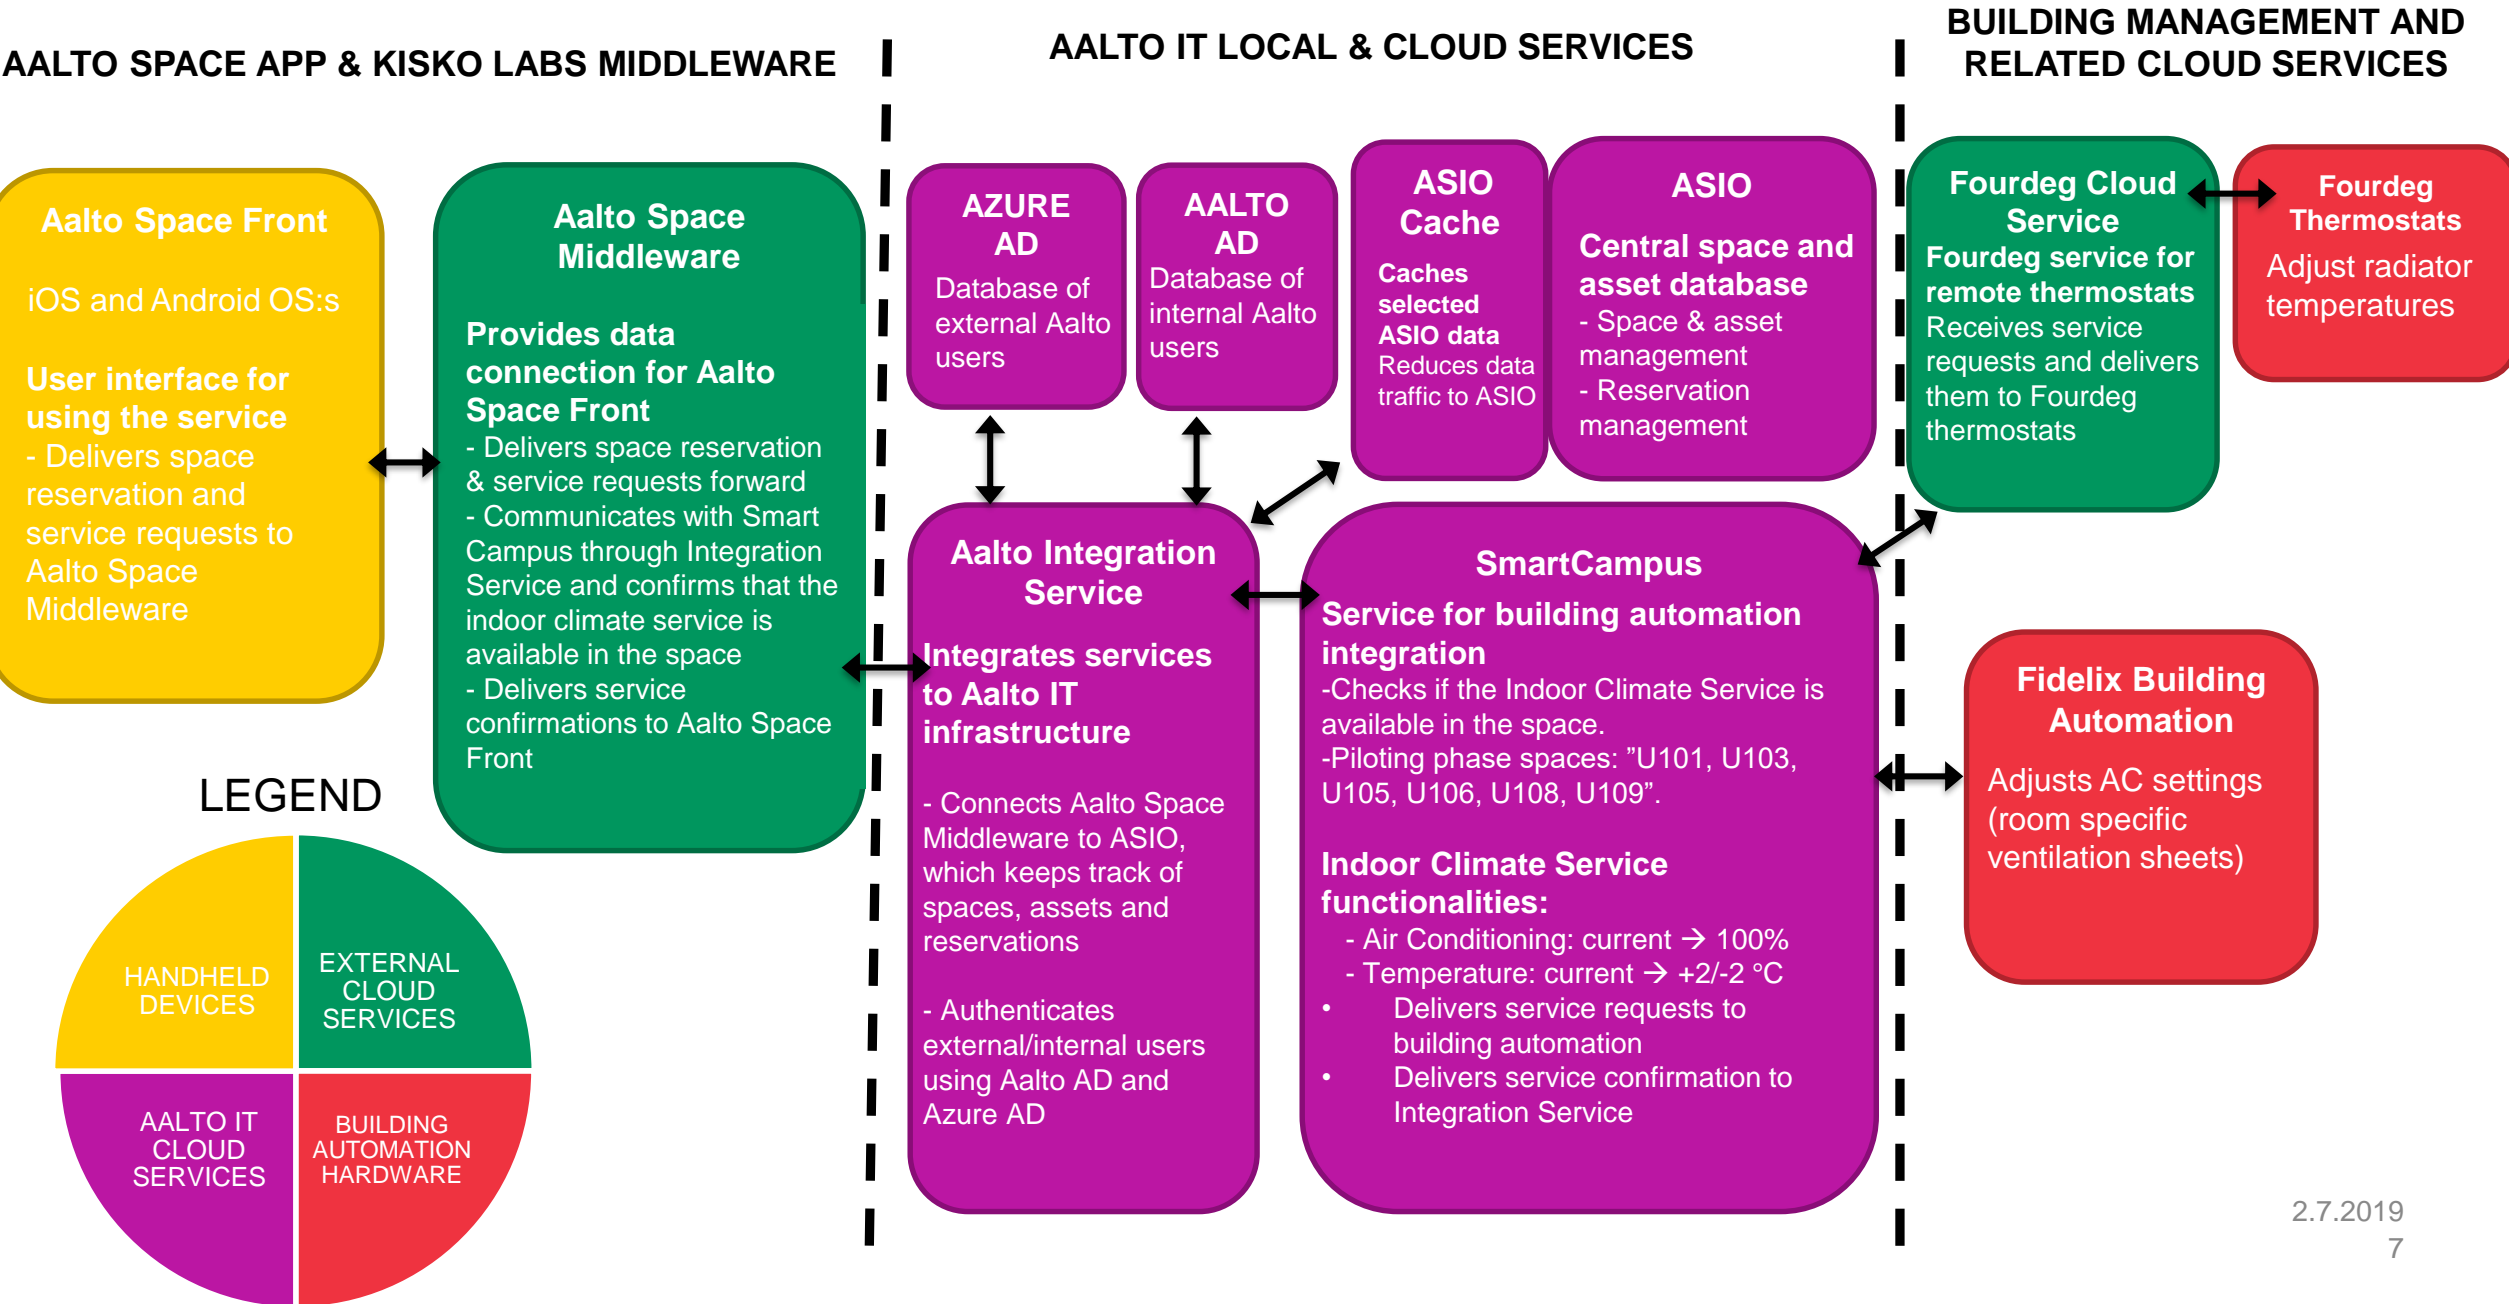 AALTO SPACE APP & KISKO LABS MIDDLEWARE
AALTO IT LOCAL & CLOUD SERVICES
BUILDING MANAGEMENT AND
RELATED CLOUD SERVICES
Aalto Space Front
iOS and Android OS:s
User interface for
using the service
- Delivers space
reservation and
service requests to
Aalto Space
Middleware
Aalto Space
Middleware
Provides data
connection for Aalto
Space Front
- Delivers space reservation
& service requests forward
- Communicates with Smart
Campus through Integration
Service and confirms that the
indoor climate service is
available in the space
- Delivers service
confirmations to Aalto Space
Front
AZURE
AD
Database of
external Aalto
users
AALTO
AD
Database of
internal Aalto
users
ASIO
Cache
Caches
selected
ASIO data
Reduces data
traffic to ASIO
ASIO
Central space and
asset database
- Space & asset
management
- Reservation
management
Fourdeg Cloud
Service
Fourdeg service for
remote thermostats
Receives service
requests and delivers
them to Fourdeg
thermostats
Fourdeg
Thermostats
Adjust radiator
temperatures
Aalto Integration
Service
Integrates services
to Aalto IT
infrastructure
- Connects Aalto Space
Middleware to ASIO,
which keeps track of
spaces, assets and
reservations
- Authenticates
external/internal users
using Aalto AD and
Azure AD
SmartCampus
Service for building automation
integration
-Checks if the Indoor Climate Service is
available in the space.
-Piloting phase spaces: ”U101, U103,
U105, U106, U108, U109”.
Indoor Climate Service
functionalities:
- Air Conditioning: current → 100%
- Temperature: current → +2/-2 °C
• Delivers service requests to
building automation
• Delivers service confirmation to
Integration Service
Fidelix Building
Automation
Adjusts AC settings
(room specific
ventilation sheets)
LEGEND
HANDHELD
DEVICES
EXTERNAL
CLOUD
SERVICES
AALTO IT
CLOUD
SERVICES
BUILDING
AUTOMATION
HARDWARE
2.7.2019
7